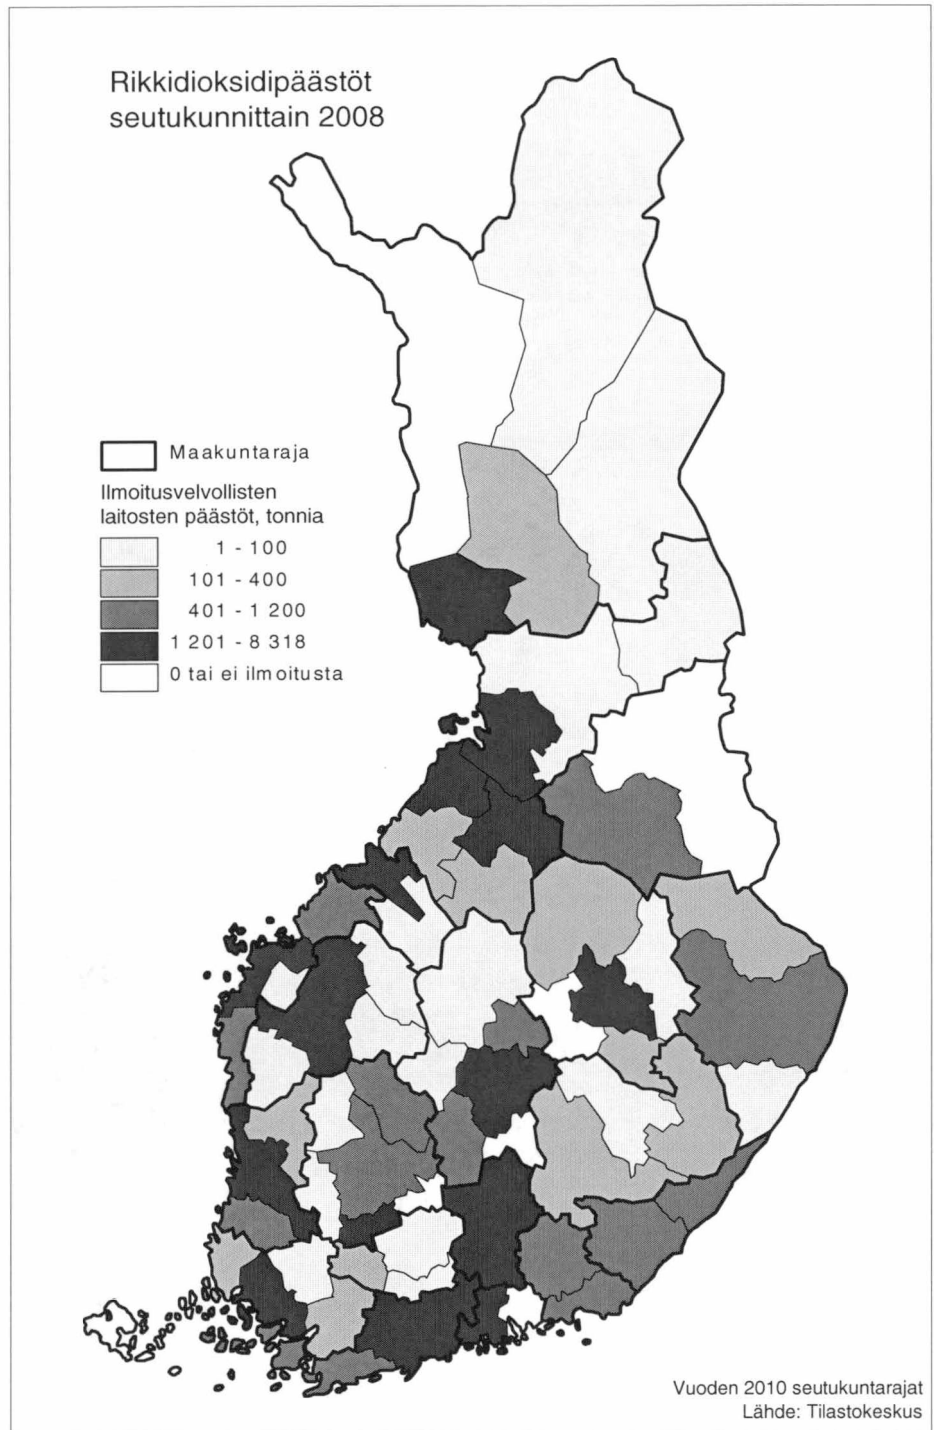 Rikkidioksidipäästöt
seutukunnittain 2008
Maakuntaraja
Ilmoitusvelvollisten
laitosten päästöt, tonnia
1 - 100
101 - 400
401 - 1 200
1 201 - 8 318
0 tai ei ilmoitusta
Vuoden 2010 seutukuntarajat
Lähde: Tilastokeskus